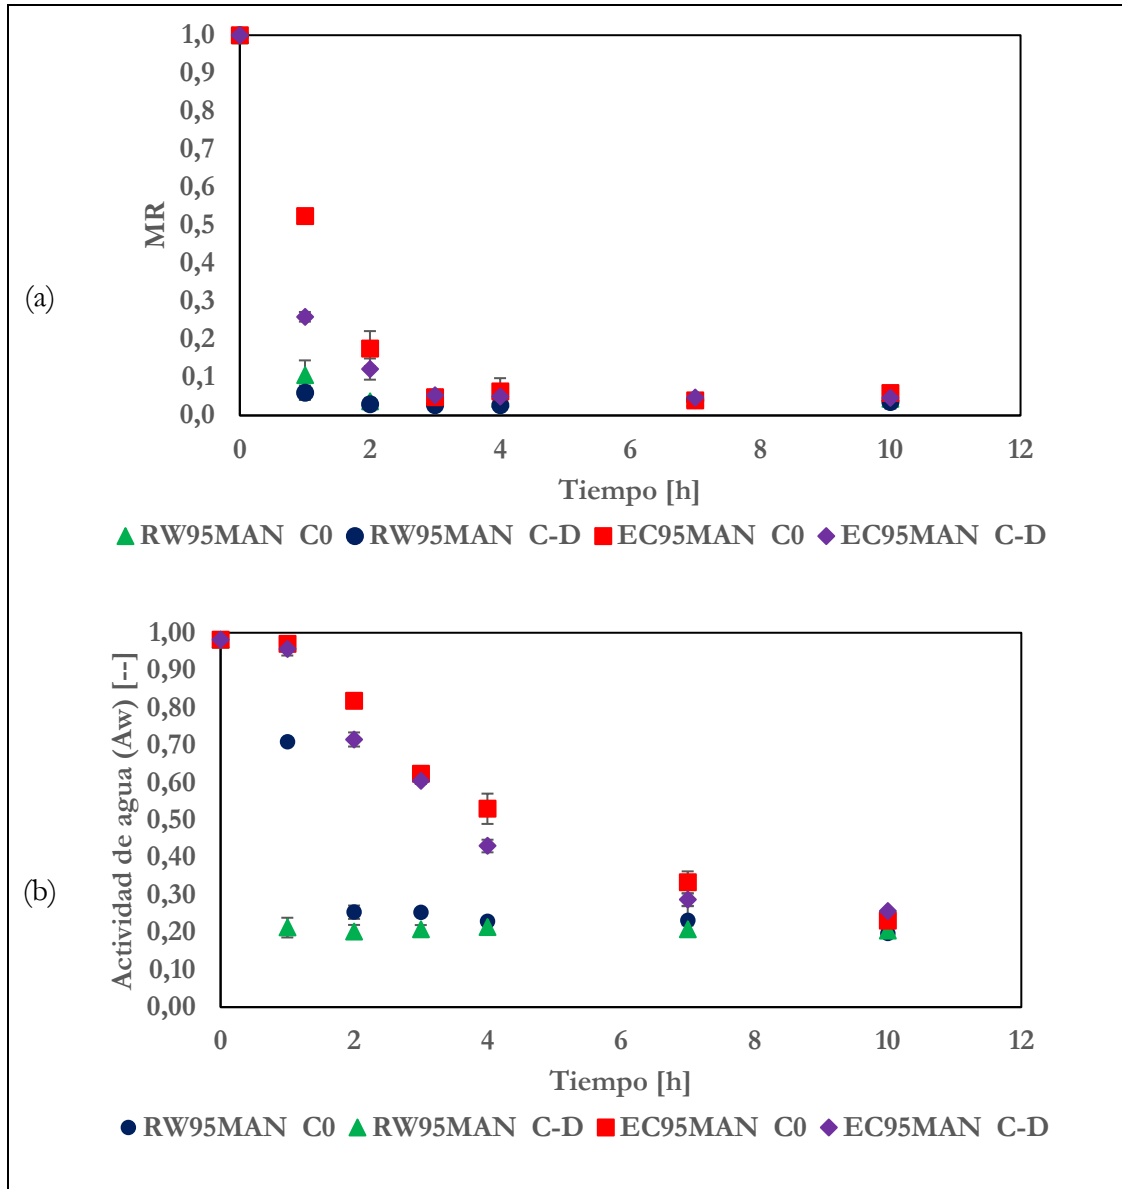 (a)
MR
1,0
0,9
0,8
0,7
0,6
0,5
0,4
0,3
0,2
0,1
0,0
0 2 4 6 8 10 12
Tiempo [h]
RW95MAN C0 RW95MAN C-D EC95MAN C0 EC95MAN C-D
(b)
Actividad de agua (Aw) [--]
1,00
0,90
0,80
0,70
0,60
0,50
0,40
0,30
0,20
0,10
0,00
0 2 4 6 8 10 12
Tiempo [h]
RW95MAN C0 RW95MAN C-D EC95MAN C0 EC95MAN C-D